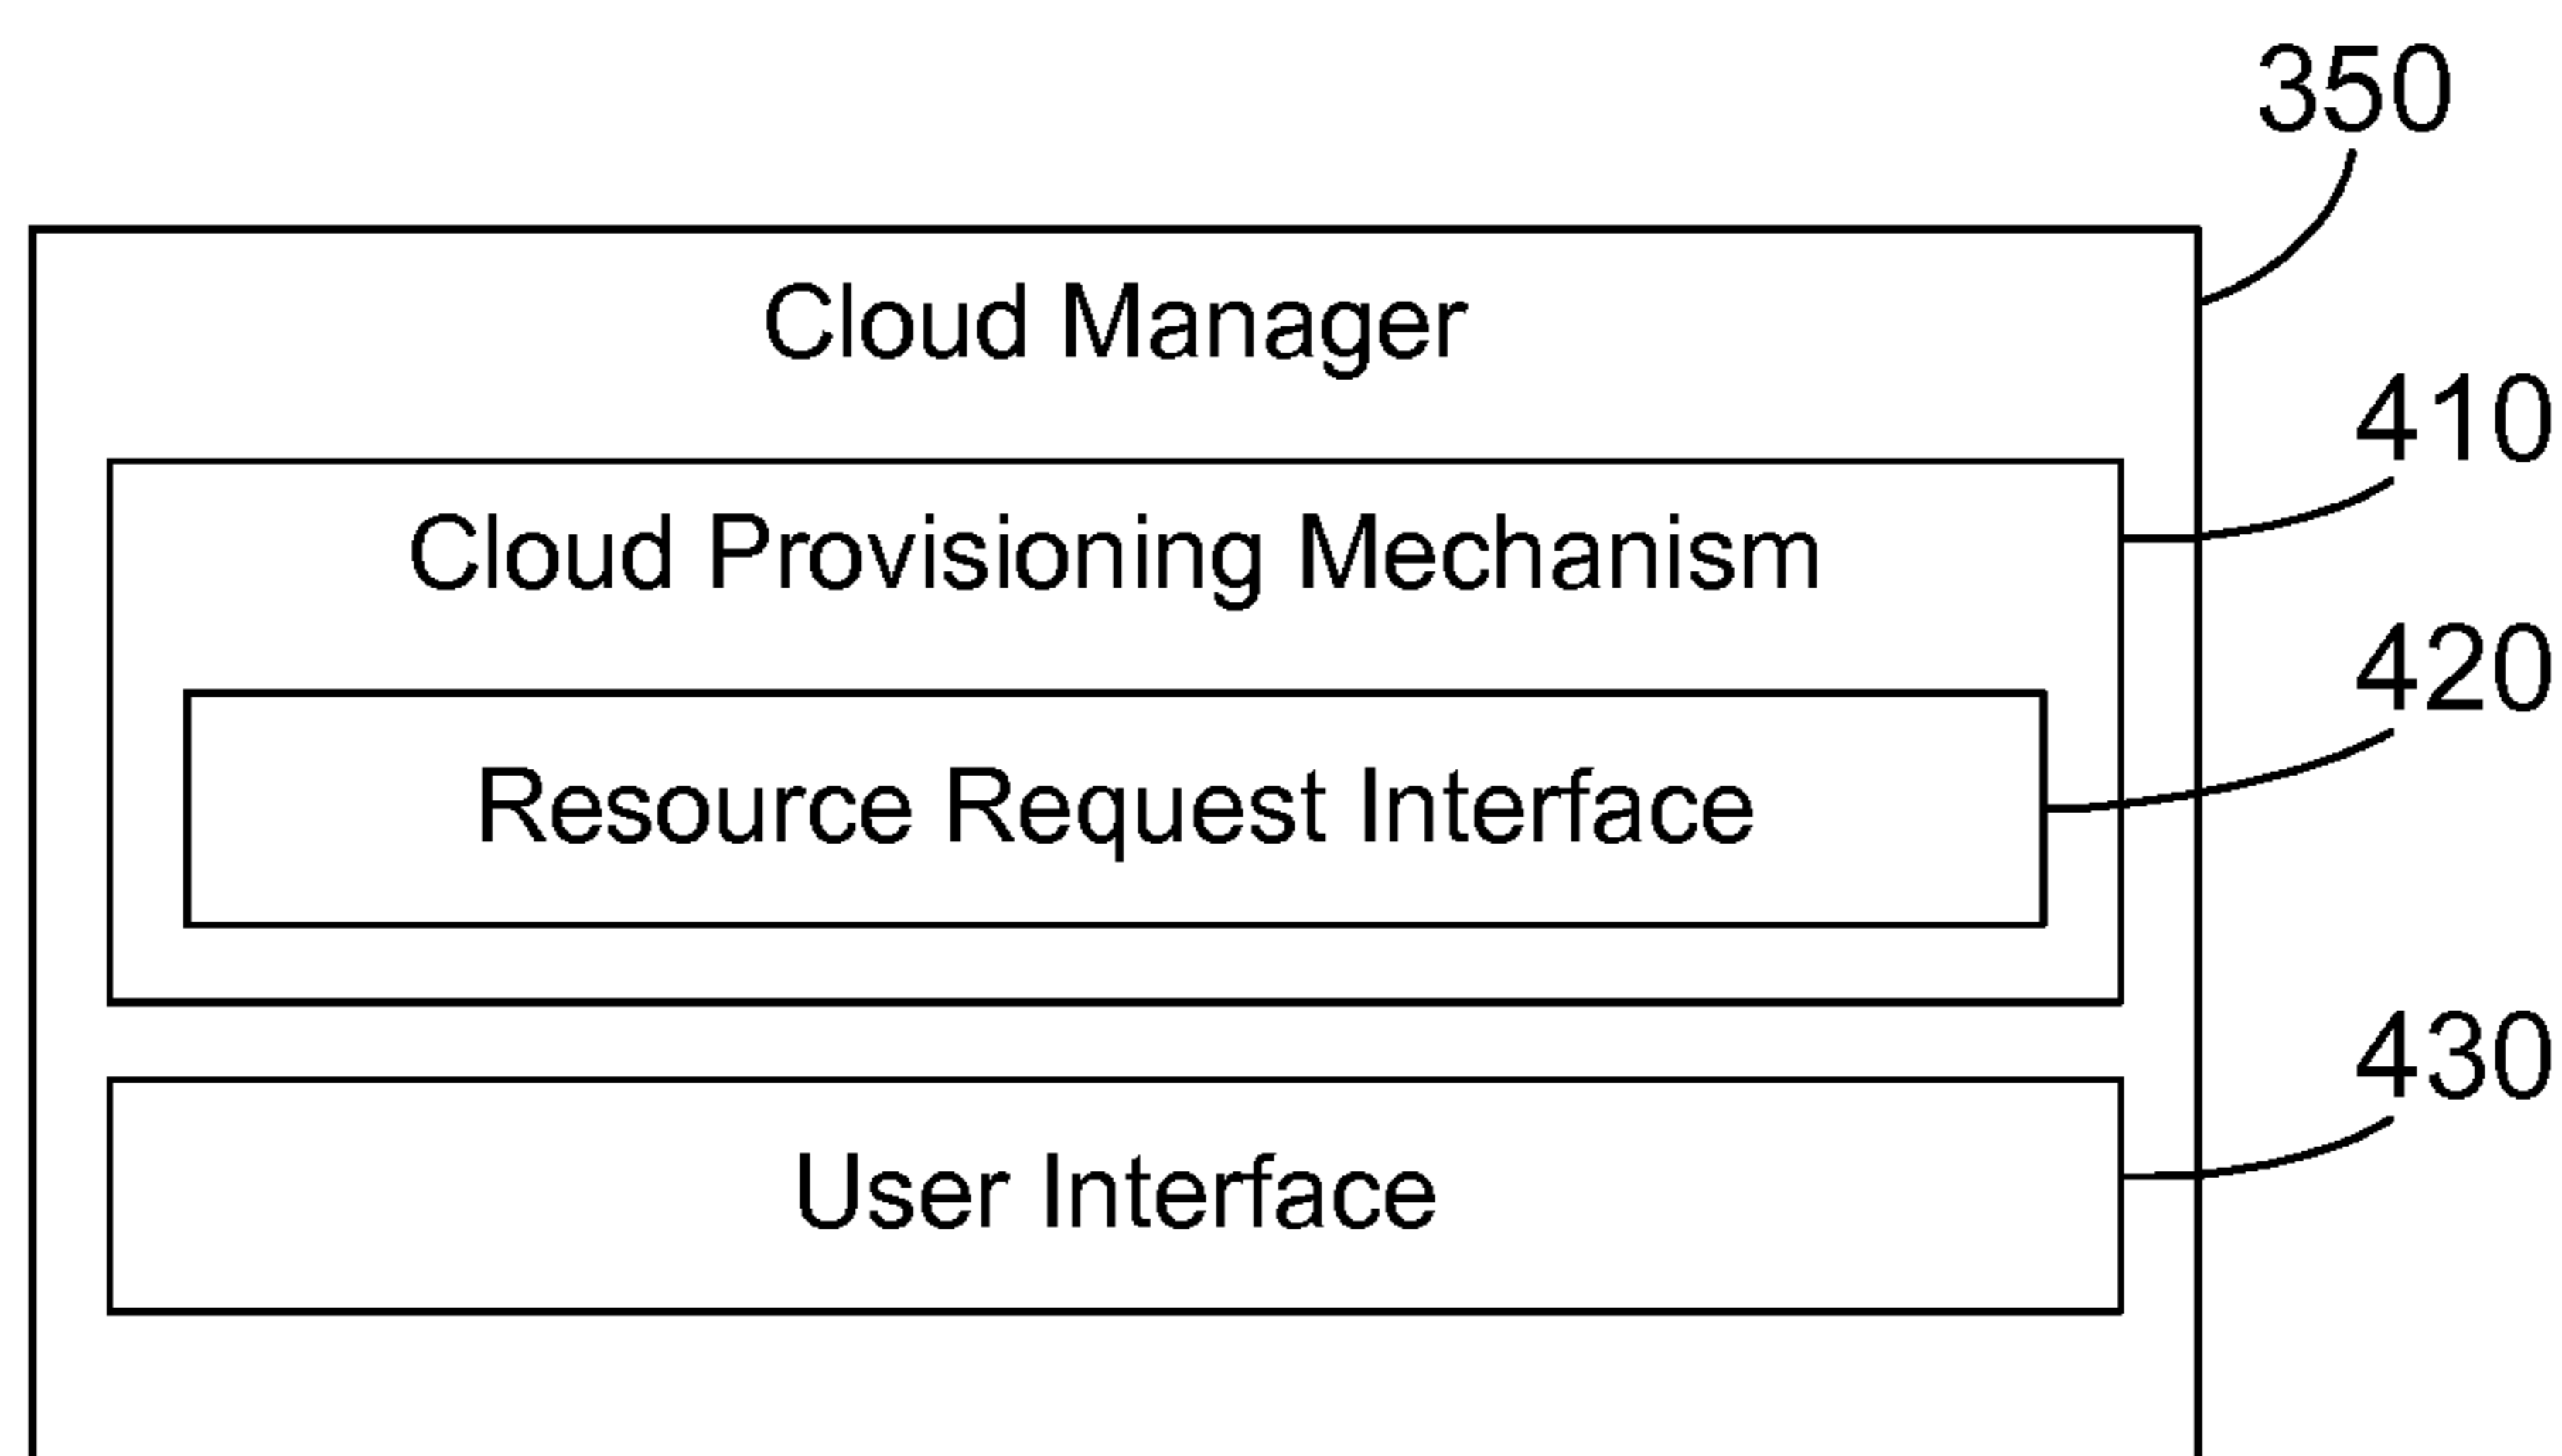 350
Cloud Manager
410
Cloud Provisioning Mechanism
420
Resource Request Interface
430
User Interface